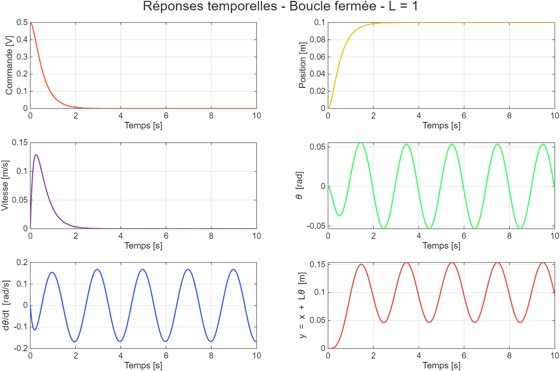 Réponses temporelles - Boucle fermée - L = 1
Commande [V]
0.5
0.4
0.3
0.2
0.1
0
0 2 4 6 8 10
Temps [s]
Position [m]
0.1
0.08
0.06
0.04
0.02
0
0 2 4 6 8 10
Temps [s]
Vitesse [m/s]
0.15
0.1
0.05
0
0 2 4 6 8 10
Temps [s]
θ [rad]
0.05
0
-0.05
0 2 4 6 8 10
Temps [s]
dθ/dt [rad/s]
0.2
0.1
0
-0.1
-0.2
0 2 4 6 8 10
Temps [s]
y = x + Lθ [m]
0.15
0.1
0.05
0
0 2 4 6 8 10
Temps [s]